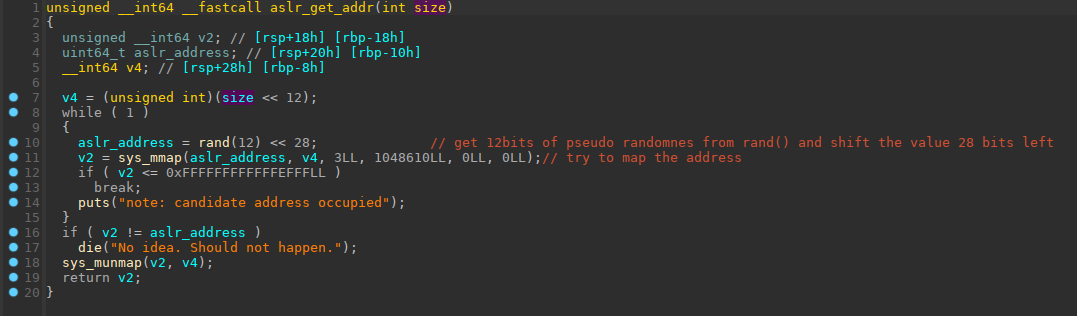 1 unsigned __int64 __fastcall aslr_get_addr(int size)
2 {
3 unsigned __int64 v2; // [rsp+18h] [rbp-18h]
4 uint64_t aslr_address; // [rsp+20h] [rbp-10h]
5 __int64 v4; // [rsp+28h] [rbp-8h]
6
7 v4 = (unsigned int)(size << 12);
8 while ( 1 )
9 {
10 aslr_address = rand(12) << 28; // get 12bits of pseudo randomnes from rand() and shift the value 28 bits left
11 v2 = sys_mmap(aslr_address, v4, 3LL, 1048610LL, 0LL, 0LL);// try to map the address
12 if ( v2 <= 0xFFFFFFFFFFFFEFFFLL )
13 break;
14 puts("note: candidate address occupied");
15 }
16 if ( v2 != aslr_address )
17 die("No idea. Should not happen.");
18 sys_munmap(v2, v4);
19 return v2;
20 }